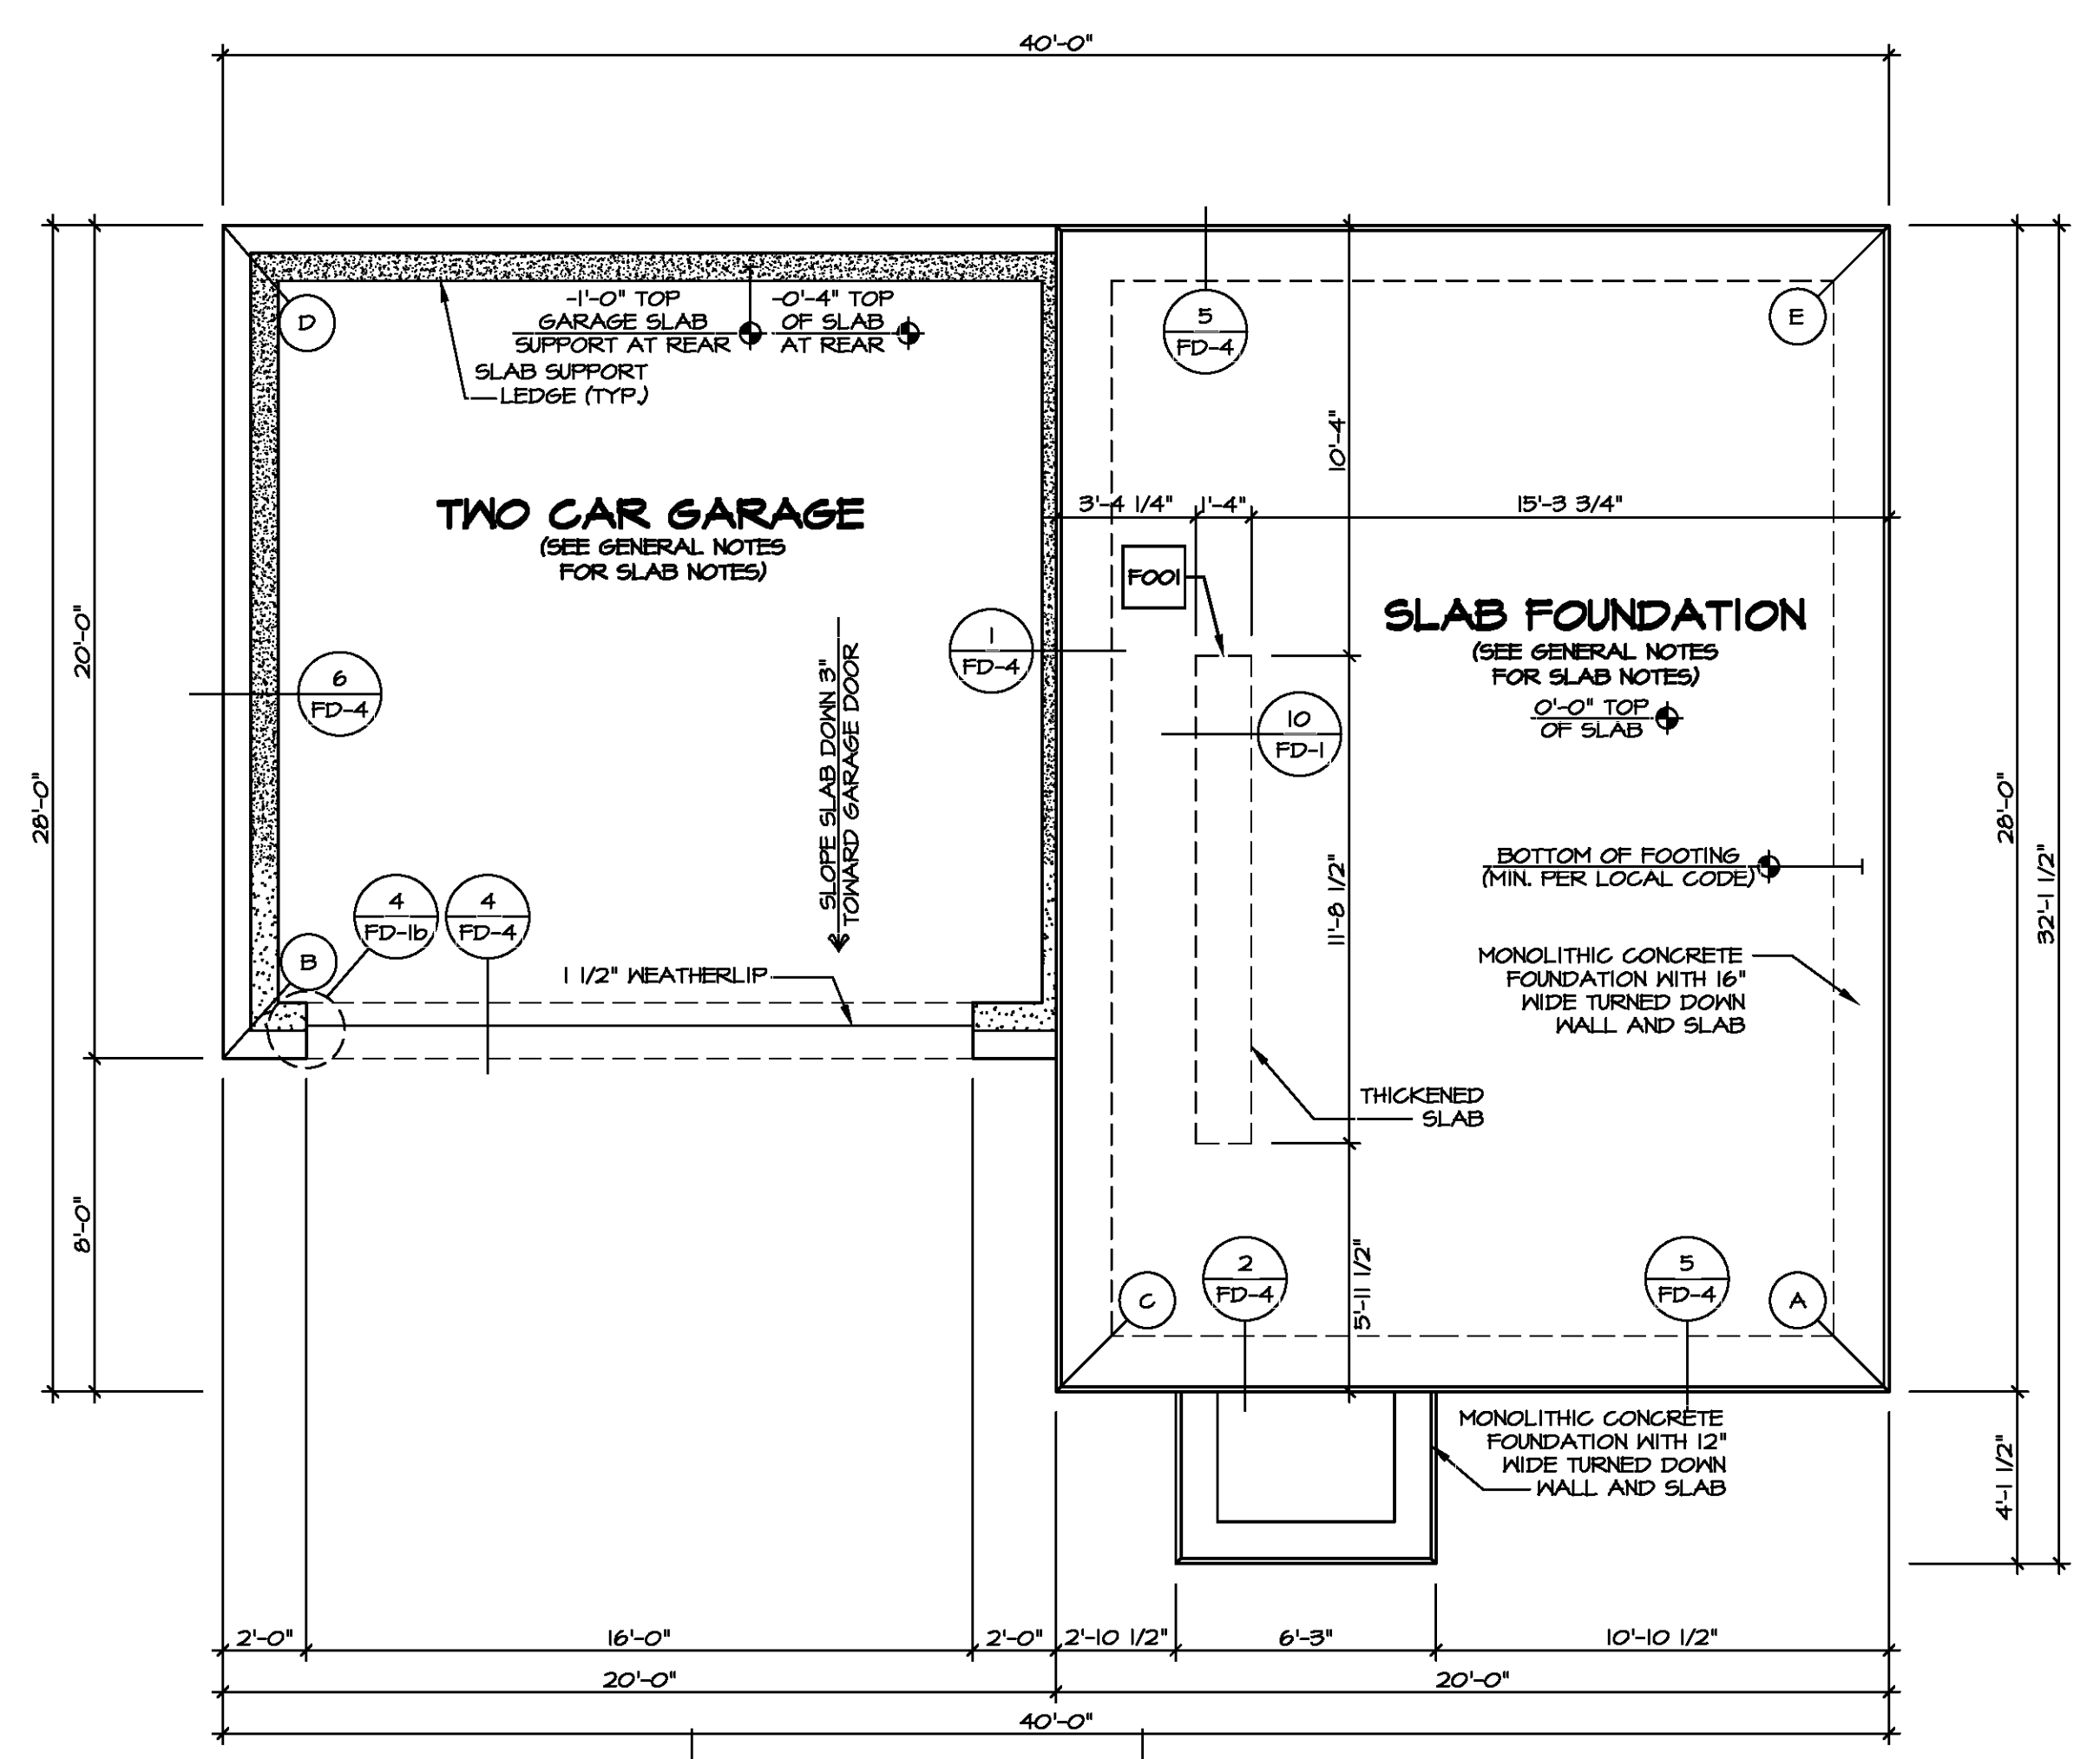 40'-0"
D
-1'-0" TOP
GARAGE SLAB
SUPPORT AT REAR
-0'-4" TOP
OF SLAB
AT REAR
SLAB SUPPORT
LEDGE (TYP.)
5
FD-4
E
10'-4"
TWO CAR GARAGE
(SEE GENERAL NOTES
FOR SLAB NOTES)
3'-4 1/4"
1'-4"
15'-3 3/4"
F001
SLAB FOUNDATION
(SEE GENERAL NOTES
FOR SLAB NOTES)
0'-0" TOP
OF SLAB
20'-0"
28'-0"
6
FD-4
1
FD-4
10
FD-1
SLOPE SLAB DOWN 3"
TOWARD GARAGE DOOR
28'-0"
32'-1 1/2"
11'-8 1/2"
BOTTOM OF FOOTING
(MIN. PER LOCAL CODE)
4
FD-1b
4
FD-4
B
1 1/2" WEATHERLIP
MONOLITHIC CONCRETE
FOUNDATION WITH 16"
WIDE TURNED DOWN
WALL AND SLAB
THICKENED
SLAB
8'-0"
C
2
FD-4
5'-11 1/2"
5
FD-4
A
MONOLITHIC CONCRETE
FOUNDATION WITH 12"
WIDE TURNED DOWN
WALL AND SLAB
4'-1 1/2"
2'-0"
16'-0"
2'-0"
2'-10 1/2"
6'-3"
10'-10 1/2"
20'-0"
20'-0"
40'-0"